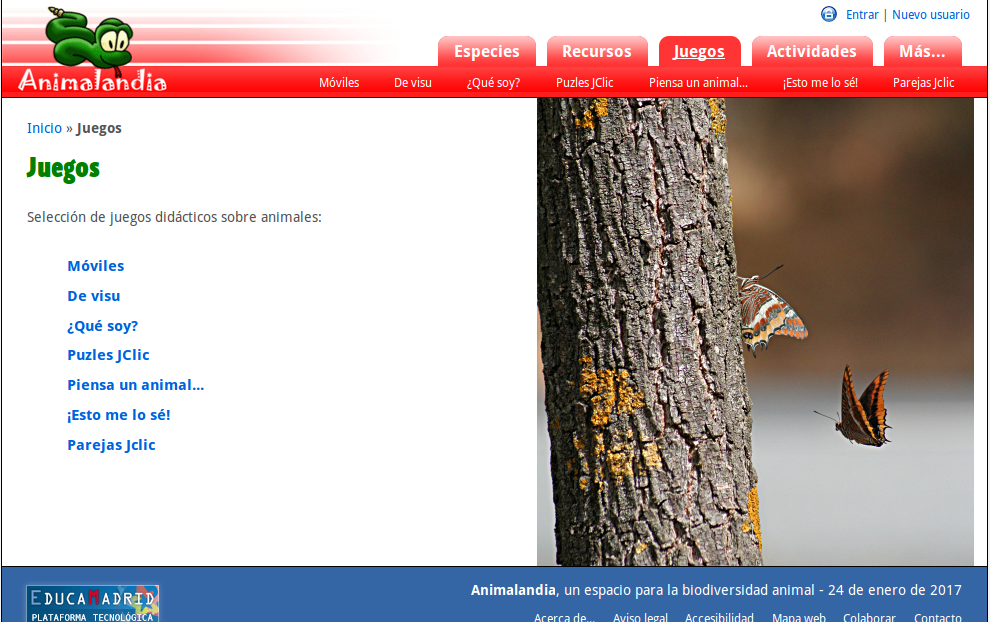 Entrar | Nuevo usuario
Animalandia
Especies Recursos Juegos Actividades Más...
Móviles De visu ¿Qué soy? Puzles JClic Piensa un animal... ¡Esto me lo sé! Parejas Jclic
Inicio » Juegos
Juegos
Selección de juegos didácticos sobre animales:
Móviles
De visu
¿Qué soy?
Puzles JClic
Piensa un animal...
¡Esto me lo sé!
Parejas Jclic
EDUCAMADRID
PLATAFORMA TECNOLÓGICA
Animalandia, un espacio para la biodiversidad animal - 24 de enero de 2017
Acerca de... Aviso legal Accesibilidad Mapa web Colaborar Contacto